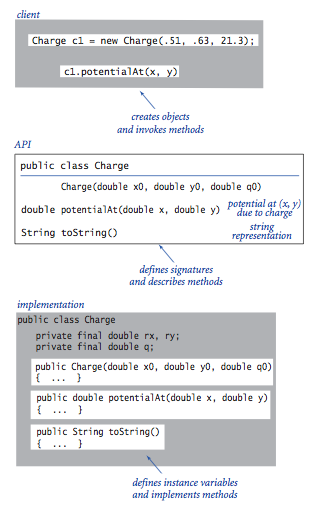 client
Charge c1 = new Charge(.51, .63, 21.3);
c1.potentialAt(x, y)
creates objects
and invokes methods
API
public class Charge
Charge(double x0, double y0, double q0)
double potentialAt(double x, double y) potential at (x, y)
due to charge
String toString() string
representation
defines signatures
and describes methods
implementation
public class Charge
private final double rx, ry;
private final double q;
public Charge(double x0, double y0, double q0)
{ ... }
public double potentialAt(double x, double y)
{ ... }
public String toString()
{ ... }
defines instance variables
and implements methods